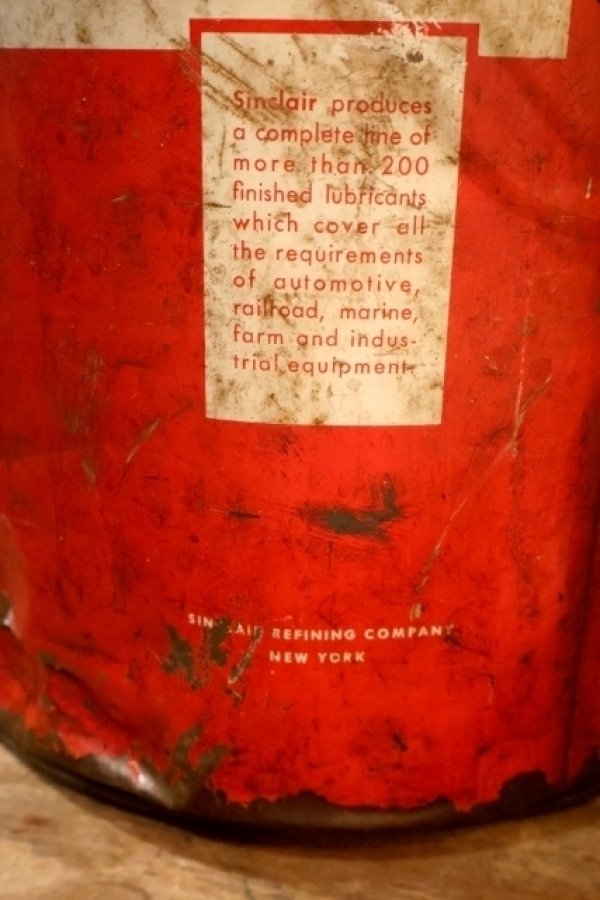 Sinclair produces
a complete line of
more than 200
finished lubricants
which cover all
the requirements
of automotive,
railroad, marine,
farm and indus-
trial equipment.
SINCLAIR REFINING COMPANY
NEW YORK